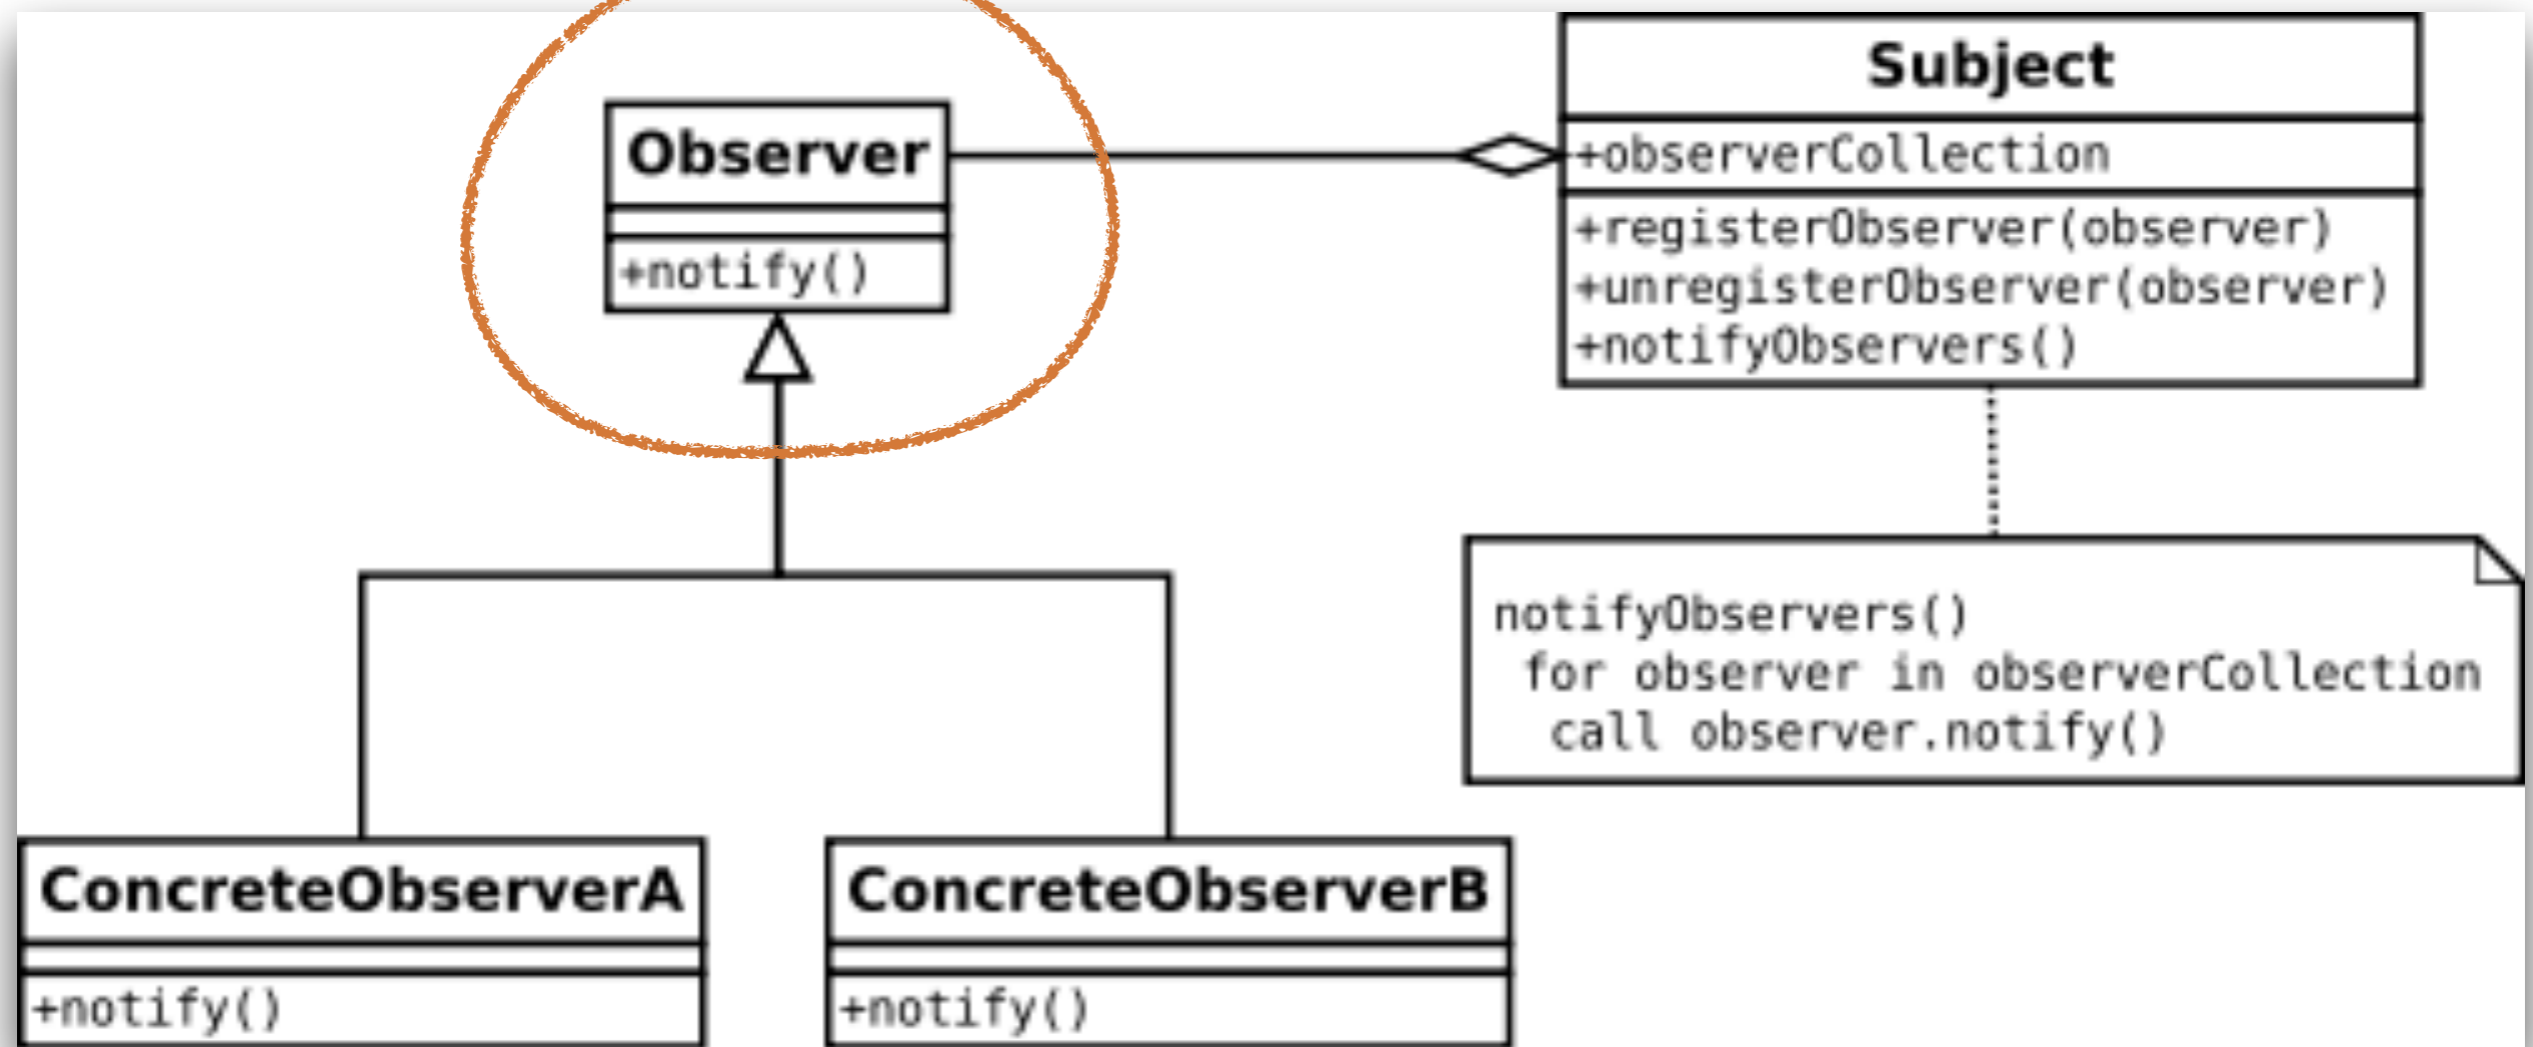 Observer
+notify()
Subject
+observerCollection
+registerObserver(observer)
+unregisterObserver(observer)
+notifyObservers()
notifyObservers()
for observer in observerCollection
call observer.notify()
ConcreteObserverA
+notify()
ConcreteObserverB
+notify()